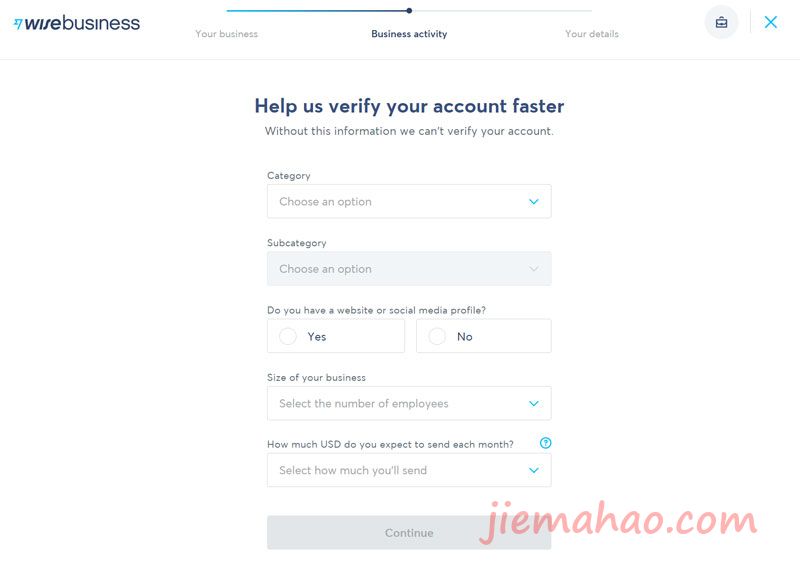 wise business
Your business
Business activity
Your details
Help us verify your account faster
Without this information we can't verify your account.
Category
Choose an option
Subcategory
Choose an option
Do you have a website or social media profile?
Yes
No
Size of your business
Select the number of employees
How much USD do you expect to send each month?
?
Select how much you'll send
Continue
jiemahao.com